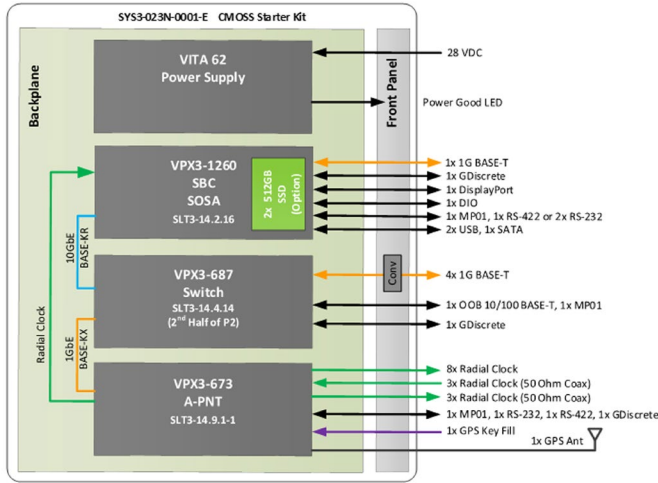 SYS3-023N-0001-E CMOSS Starter Kit
Backplane
Front Panel
VITA 62
Power Supply
28 VDC
Power Good LED
VPX3-1260
SBC
SOSA
SLT3-14.2.16
2x 512GB
SSD
(Option)
1x 1G BASE-T
1x GDiscrete
1x DisplayPort
1x DIO
1x MP01, 1x RS-422 or 2x RS-232
2x USB, 1x SATA
10GbE
BASE-KR
VPX3-687
Switch
SLT3-14.4.14
(2nd Half of P2)
Conv
4x 1G BASE-T
1x OOB 10/100 BASE-T, 1x MP01
1x GDiscrete
Radial Clock
1GbE
BASE-KX
VPX3-673
A-PNT
SLT3-14.9.1-1
8x Radial Clock
3x Radial Clock (50 Ohm Coax)
3x Radial Clock (50 Ohm Coax)
1x MP01, 1x RS-232, 1x RS-422, 1x GDiscrete
1x GPS Key Fill
1x GPS Ant